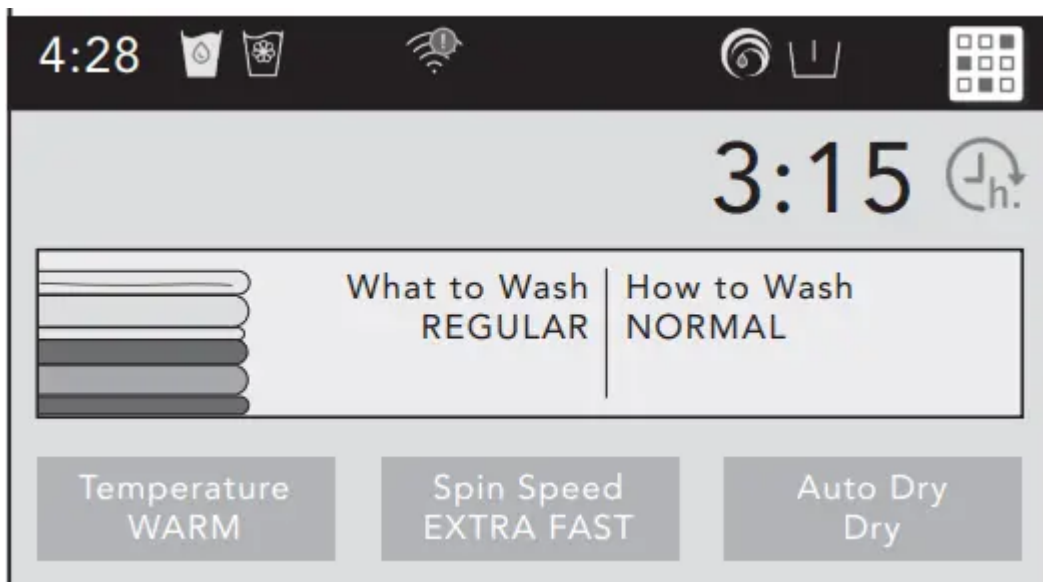 4:28
3:15 h.
What to Wash
REGULAR
How to Wash
NORMAL
Temperature
WARM
Spin Speed
EXTRA FAST
Auto Dry
Dry